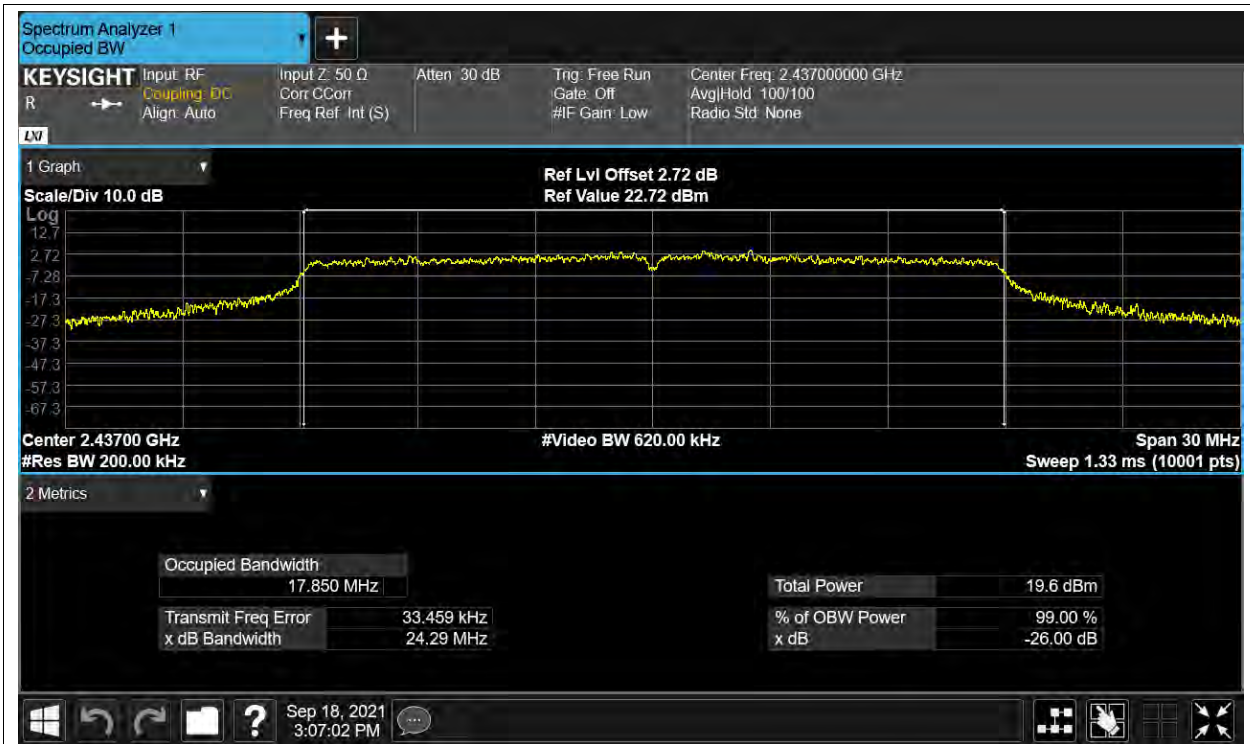 Spectrum Analyzer 1
Occupied BW
+
KEYSIGHT
R
LXI
Input: RF
Coupling: DC
Align: Auto
Input Z: 50 Ω
Corr CCorr
Freq Ref: Int (S)
Atten: 30 dB
Trig: Free Run
Gate: Off
#IF Gain: Low
Center Freq: 2.437000000 GHz
Avg|Hold: 100/100
Radio Std: None
1 Graph
Scale/Div 10.0 dB
Ref Lvl Offset 2.72 dB
Ref Value 22.72 dBm
Log
12.7
2.72
-7.28
-17.3
-27.3
-37.3
-47.3
-57.3
-67.3
Center 2.43700 GHz
#Res BW 200.00 kHz
#Video BW 620.00 kHz
Span 30 MHz
Sweep 1.33 ms (10001 pts)
2 Metrics
Occupied Bandwidth
17.850 MHz
Transmit Freq Error 33.459 kHz
x dB Bandwidth 24.29 MHz
Total Power 19.6 dBm
% of OBW Power 99.00 %
x dB -26.00 dB
?
Sep 18, 2021
3:07:02 PM